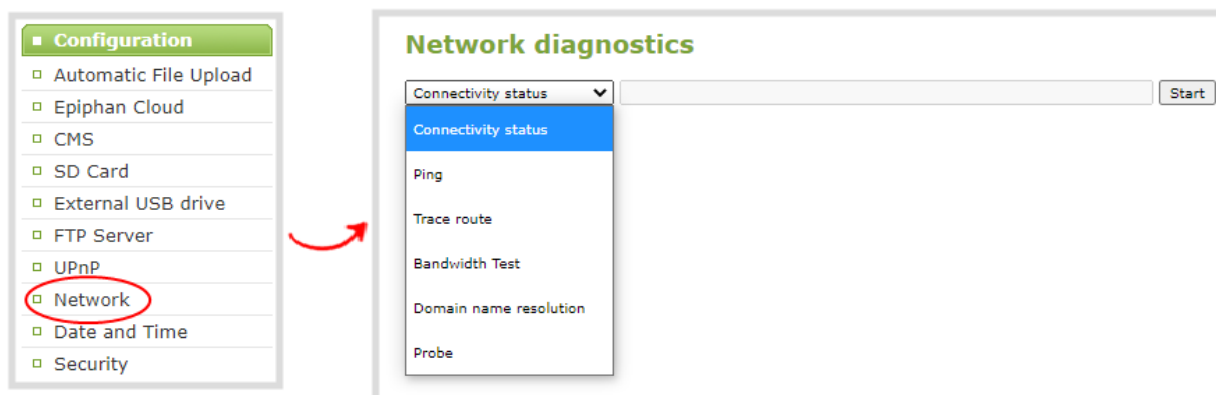 Configuration
Automatic File Upload
Epiphan Cloud
CMS
SD Card
External USB drive
FTP Server
UPnP
Network
Date and Time
Security
Network diagnostics
Connectivity status
Start
Connectivity status
Ping
Trace route
Bandwidth Test
Domain name resolution
Probe